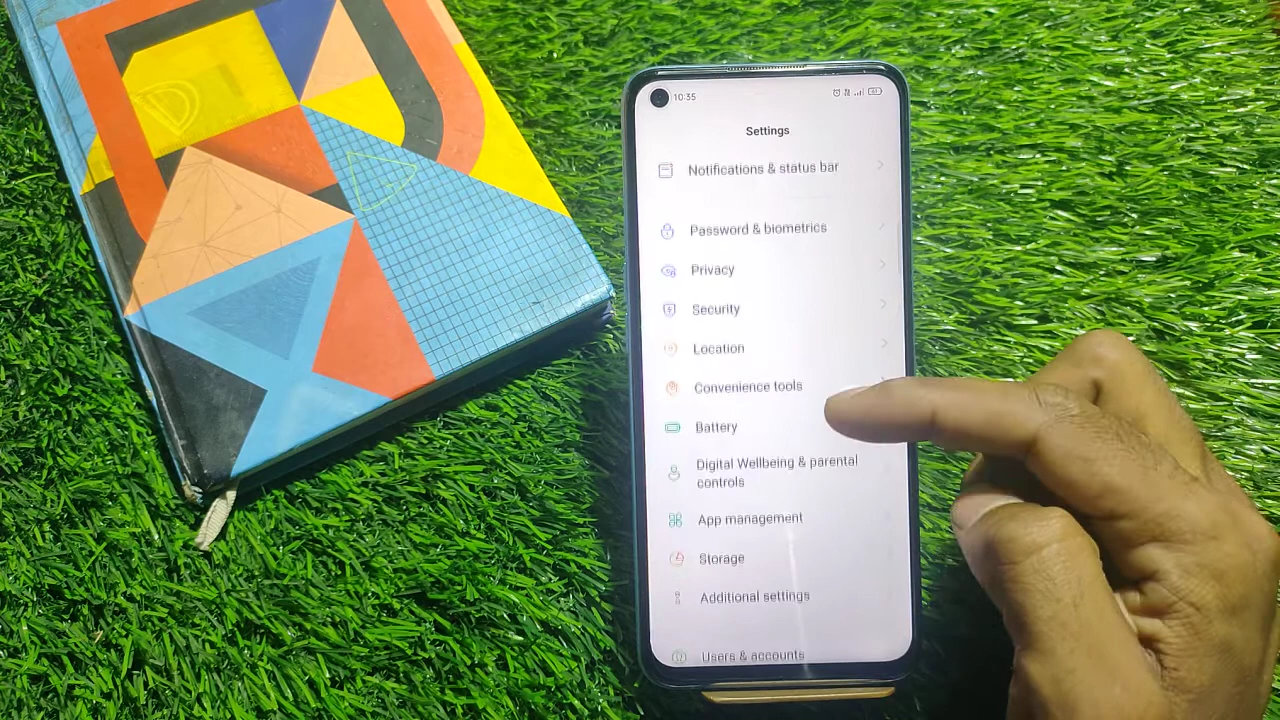 10:35
Settings
Notifications & status bar
Password & biometrics
Privacy
Security
Location
Convenience tools
Battery
Digital Wellbeing & parental
controls
App management
Storage
Additional settings
Users & accounts